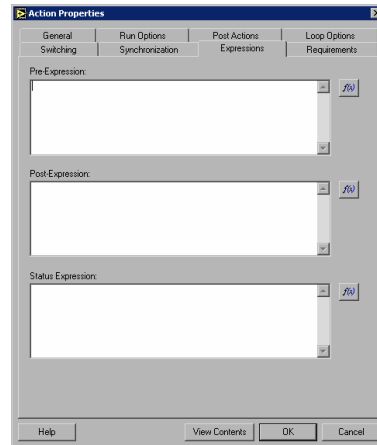 Action Properties
General Run Options Post Actions Loop Options
Switching Synchronization Expressions Requirements
Pre-Expression:
f(x)
Post-Expression:
f(x)
Status Expression:
f(x)
Help View Contents OK Cancel